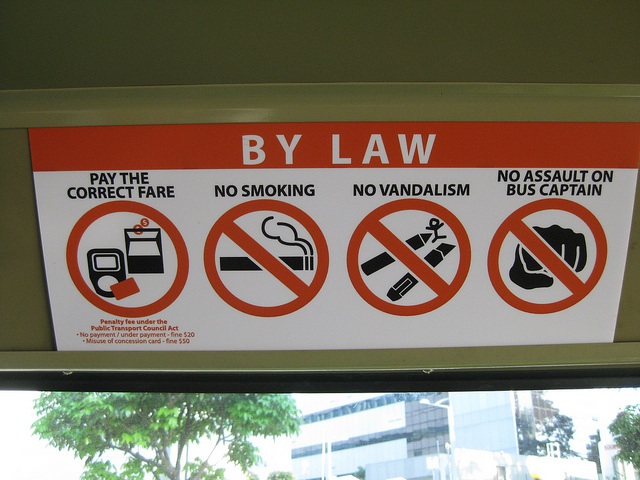 BY LAW
PAY THE
CORRECT FARE
NO SMOKING
NO VANDALISM
NO ASSAULT ON
BUS CAPTAIN
Penalty fee under the
Public Transport Council Act
• No payment / under payment - fine $20
• Misuse of concession card - fine $50